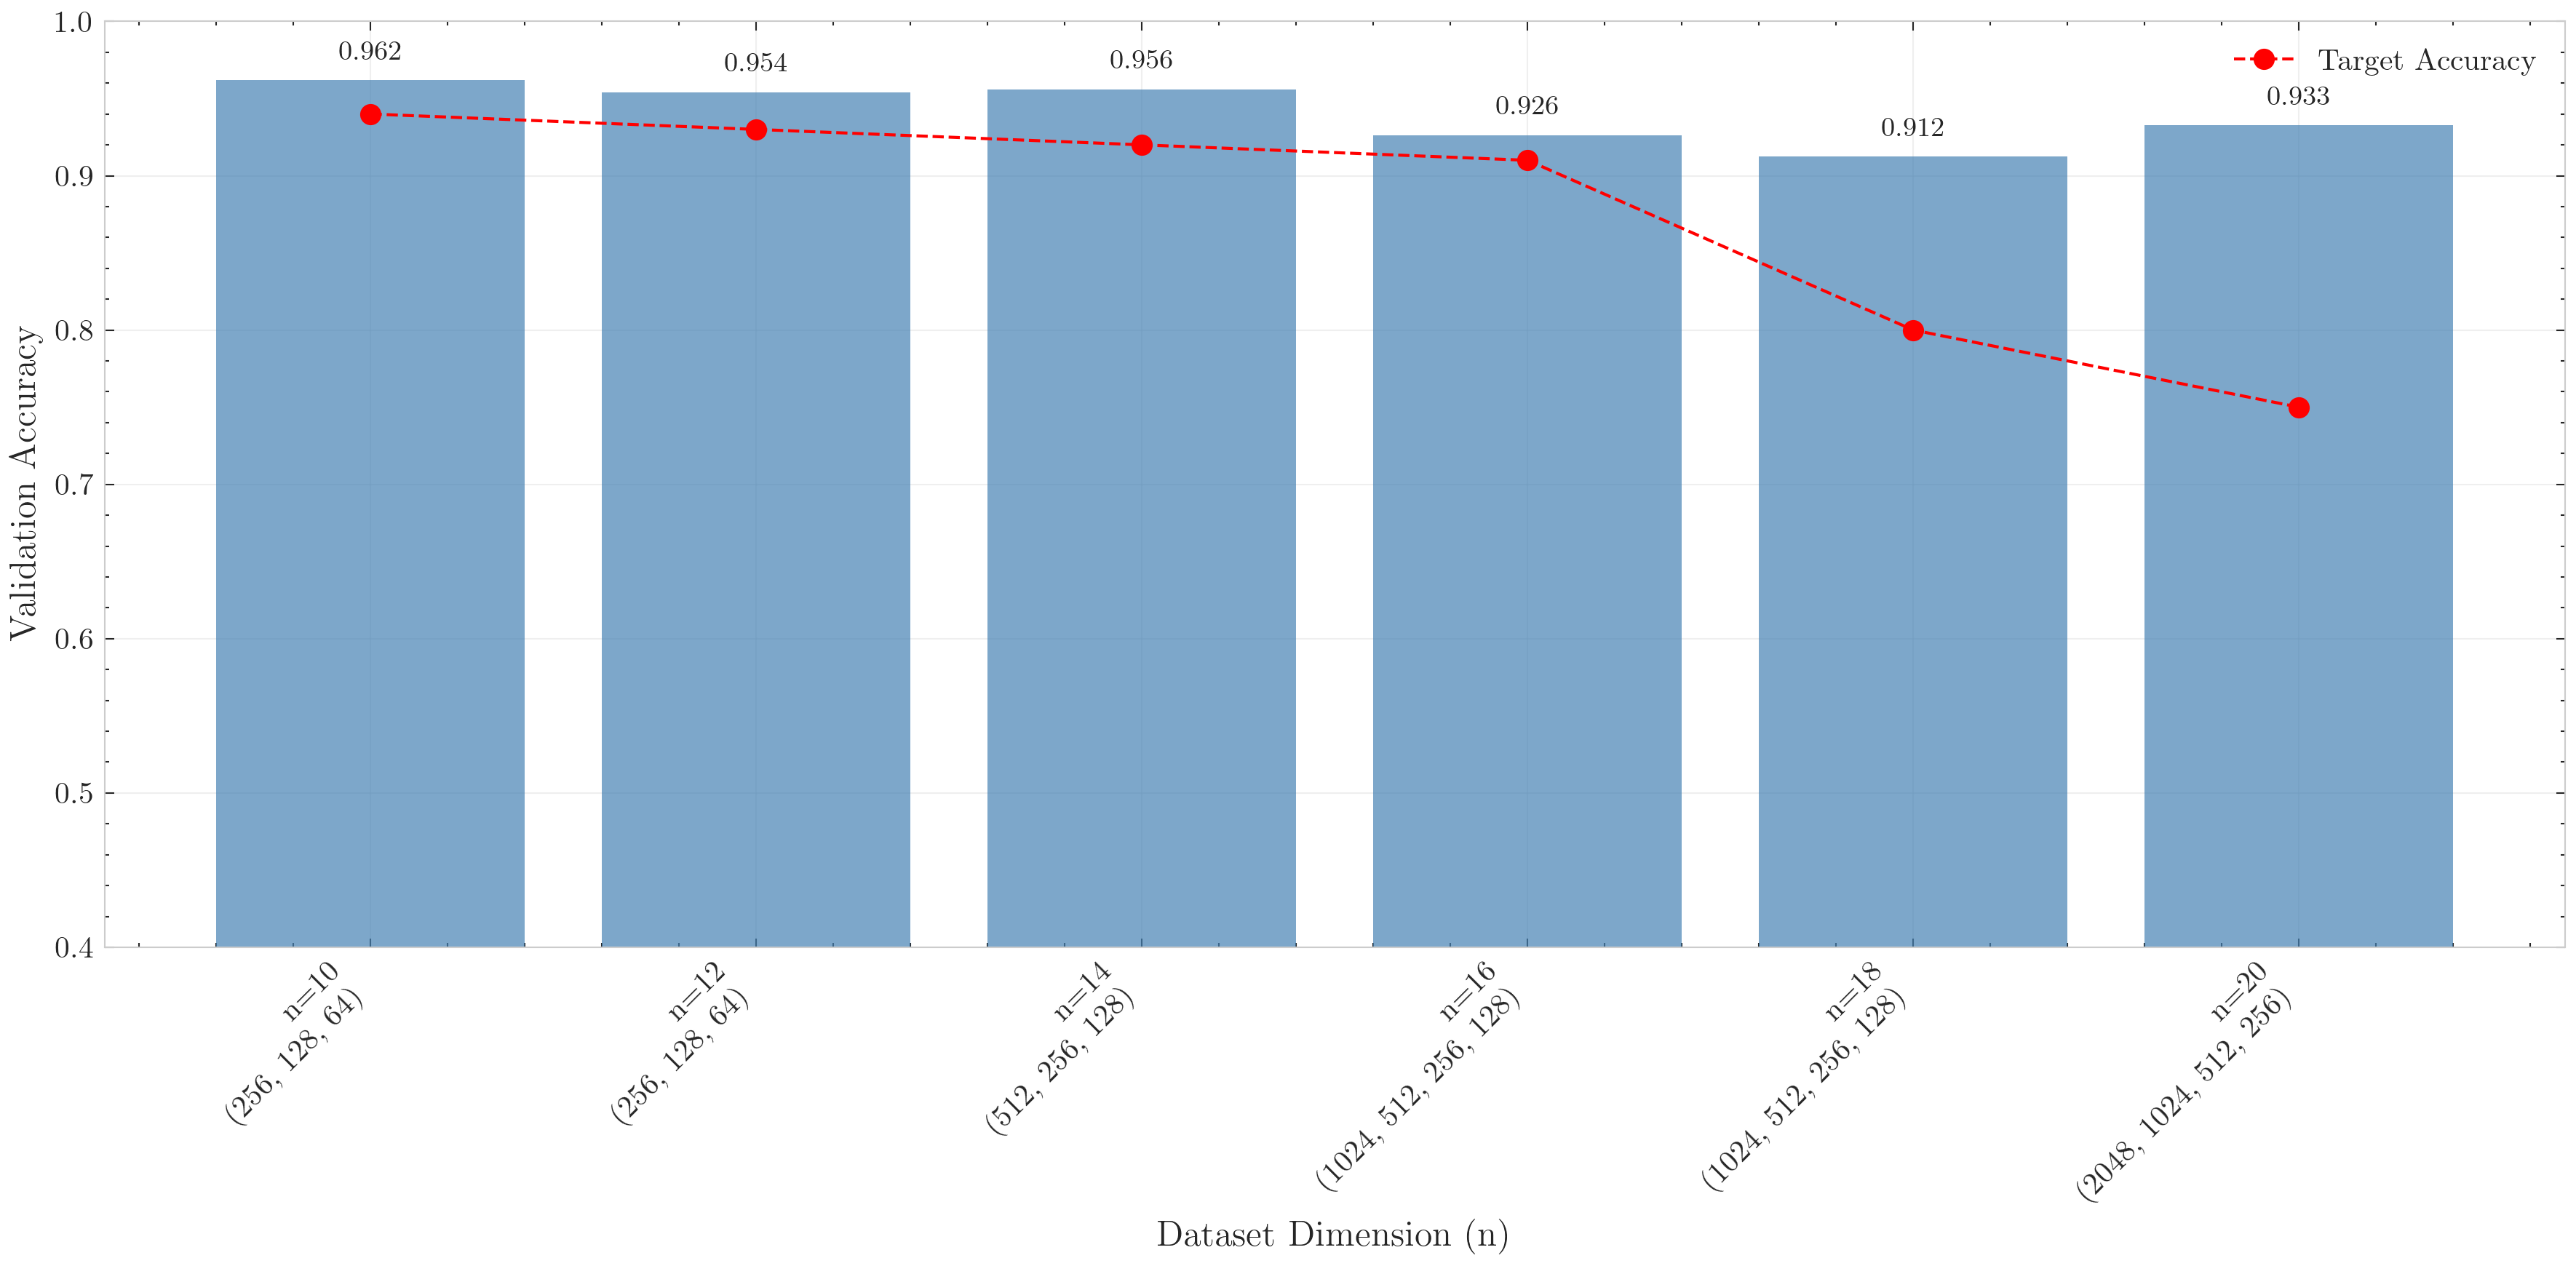 1.0
0.9
0.8
0.7
0.6
0.5
0.4
Validation Accuracy
0.962
0.954
0.956
0.926
0.912
0.933
Target Accuracy
n=10
(256, 128, 64)
n=12
(256, 128, 64)
n=14
(512, 256, 128)
n=16
(1024, 512, 256, 128)
n=18
(1024, 512, 256, 128)
n=20
(2048, 1024, 512, 256)
Dataset Dimension (n)